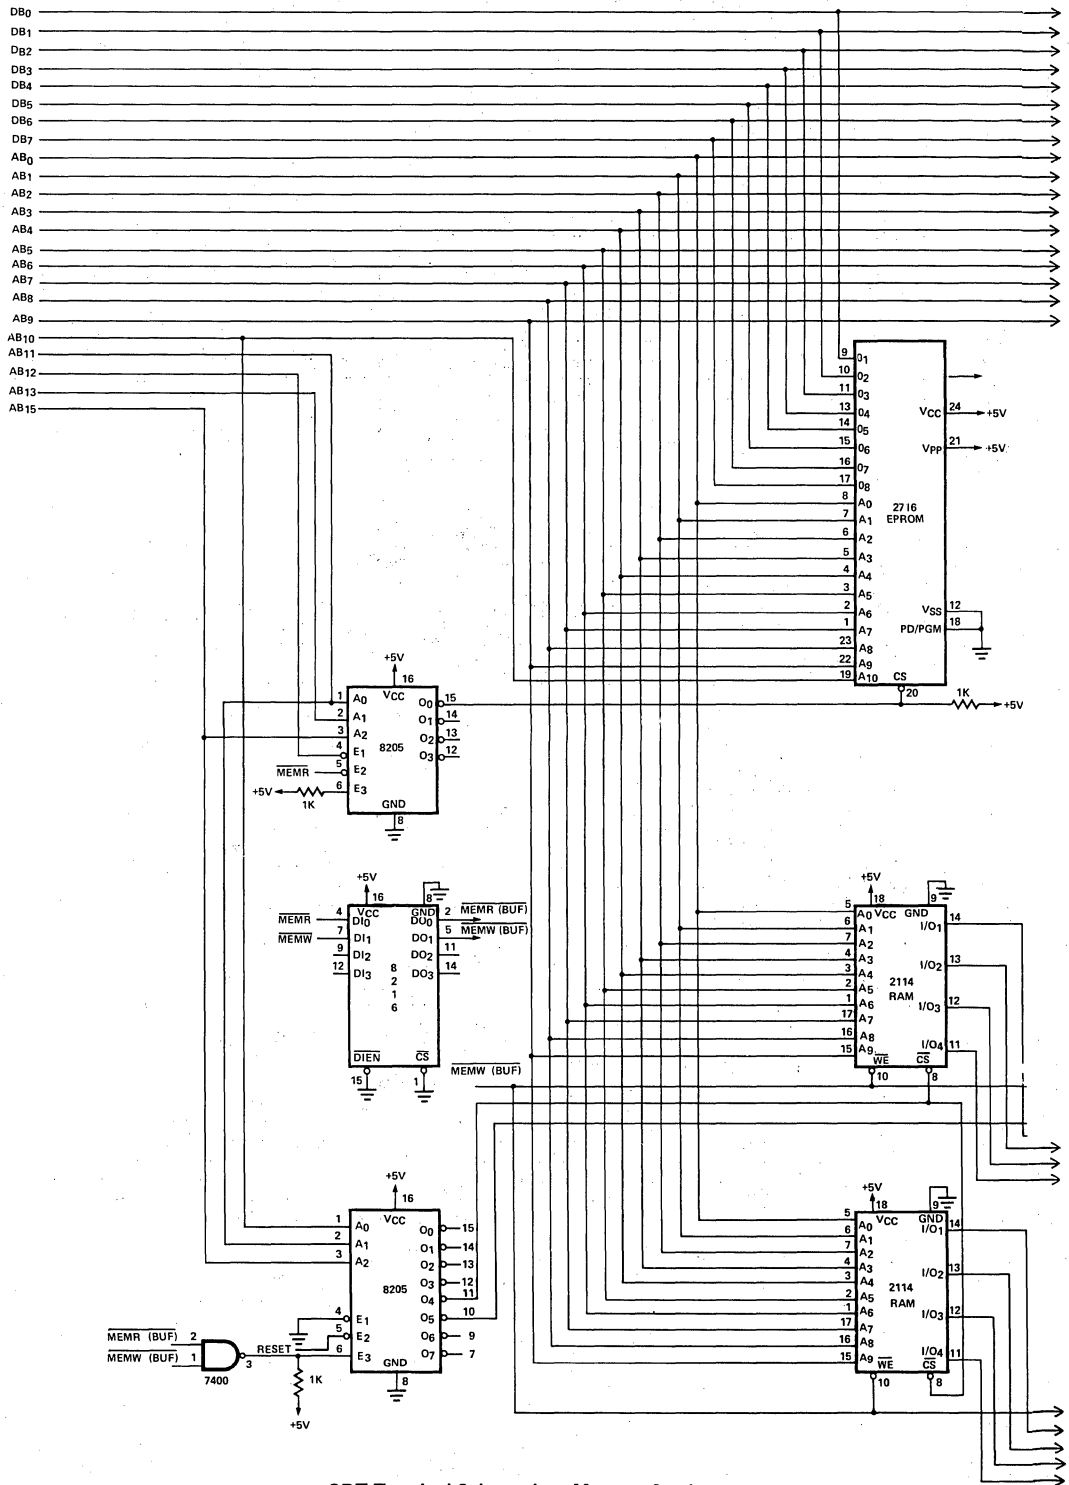 DB0
DB1
DB2
DB3
DB4
DB5
DB6
DB7
AB0
AB1
AB2
AB3
AB4
AB5
AB6
AB7
AB8
AB9
AB10
AB11
AB12
AB13
AB15
9 O1
10 O2
11 O3
13 O4
14 O5
15 O6
16 O7
17 O8
8 A0
7 A1
6 A2
5 A3
4 A4
3 A5
2 A6
1 A7
23 A8
22 A9
19 A10
2716
EPROM
VCC 24 +5V
VPP 21 +5V
VSS 12
PD/PGM 18
CS
20
1K
+5V
+5V
16
VCC
1 A0
2 A1
3 A2
4 E1
MEMR 5 E2
+5V 1K 6 E3
8205
O0 15
O1 14
O2 13
O3 12
GND
8
+5V
16
8
VCC
GND
MEMR 4 DI0
MEMW 7 DI1
9 DI2
12 DI3
8
2
1
6
DO0 2 MEMR (BUF)
DO1 5 MEMW (BUF)
DO2 11
DO3 14
DIEN
CS
15
1
MEMW (BUF)
+5V
18
9
VCC GND
5 A0
6 A1
7 A2
4 A3
3 A4
2 A5
1 A6
17 A7
16 A8
15 A9
2114
RAM
I/O1 14
I/O2 13
I/O3 12
I/O4 11
WE CS
10
8
+5V
16
VCC
1 A0
2 A1
3 A2
8205
O0 15
O1 14
O2 13
O3 12
O4 11
O5 10
O6 9
O7 7
4 E1
5 E2
6 E3
GND
8
MEMR (BUF) 2
MEMW (BUF) 1
3
7400
RESET
1K
+5V
+5V
18
9
VCC GND
5 A0
6 A1
7 A2
4 A3
3 A4
2 A5
1 A6
17 A7
16 A8
15 A9
2114
RAM
I/O1 14
I/O2 13
I/O3 12
I/O4 11
WE CS
10
8